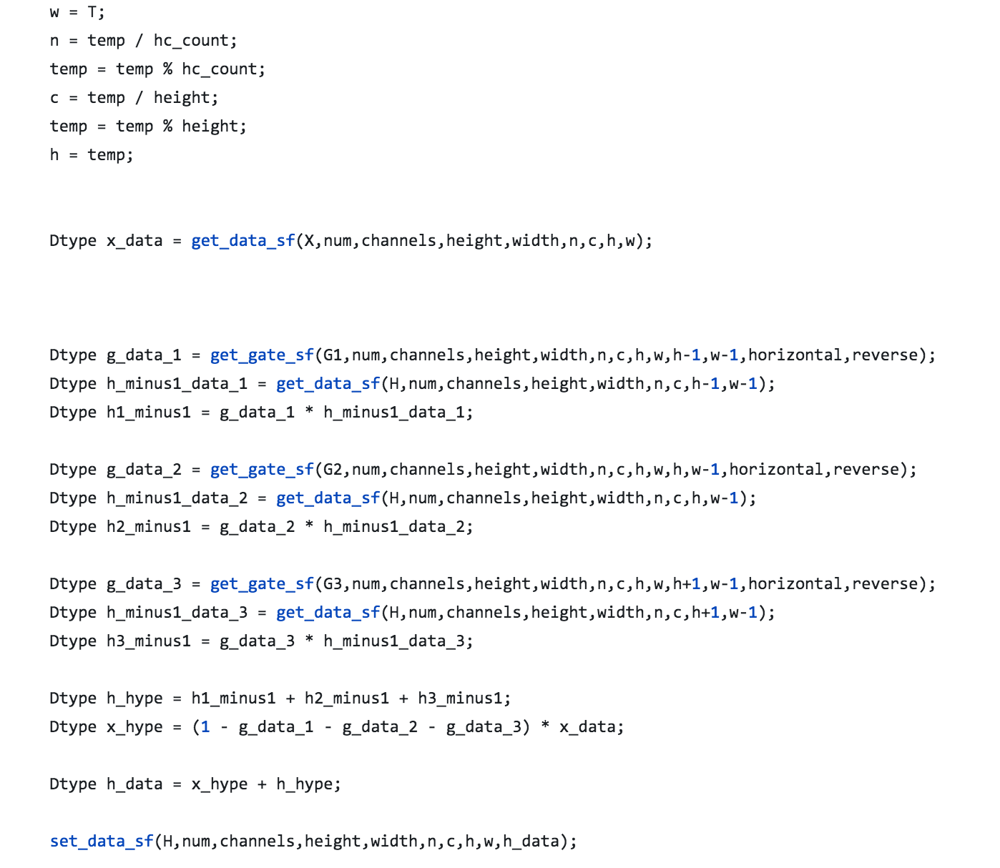 w = T;
n = temp / hc_count;
temp = temp % hc_count;
c = temp / height;
temp = temp % height;
h = temp;
Dtype x_data = get_data_sf(X,num,channels,height,width,n,c,h,w);
Dtype g_data_1 = get_gate_sf(G1,num,channels,height,width,n,c,h,w,h-1,w-1,horizontal,reverse);
Dtype h_minus1_data_1 = get_data_sf(H,num,channels,height,width,n,c,h-1,w-1);
Dtype h1_minus1 = g_data_1 * h_minus1_data_1;
Dtype g_data_2 = get_gate_sf(G2,num,channels,height,width,n,c,h,w,h,w-1,horizontal,reverse);
Dtype h_minus1_data_2 = get_data_sf(H,num,channels,height,width,n,c,h,w-1);
Dtype h2_minus1 = g_data_2 * h_minus1_data_2;
Dtype g_data_3 = get_gate_sf(G3,num,channels,height,width,n,c,h,w,h+1,w-1,horizontal,reverse);
Dtype h_minus1_data_3 = get_data_sf(H,num,channels,height,width,n,c,h+1,w-1);
Dtype h3_minus1 = g_data_3 * h_minus1_data_3;
Dtype h_hype = h1_minus1 + h2_minus1 + h3_minus1;
Dtype x_hype = (1 - g_data_1 - g_data_2 - g_data_3) * x_data;
Dtype h_data = x_hype + h_hype;
set_data_sf(H,num,channels,height,width,n,c,h,w,h_data);